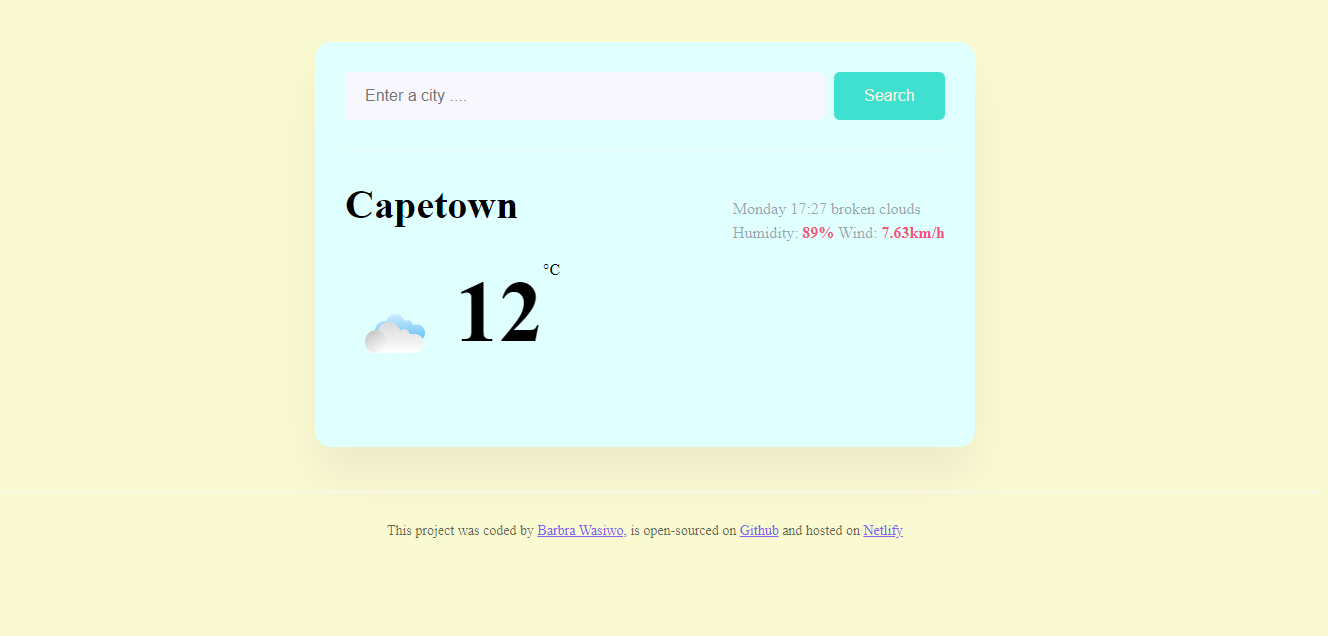 Enter a city ....
Search
Capetown
Monday 17:27 broken clouds
Humidity: 89% Wind: 7.63km/h
12 °C
This project was coded by Barbra Wasiwo, is open-sourced on Github and hosted on Netlify